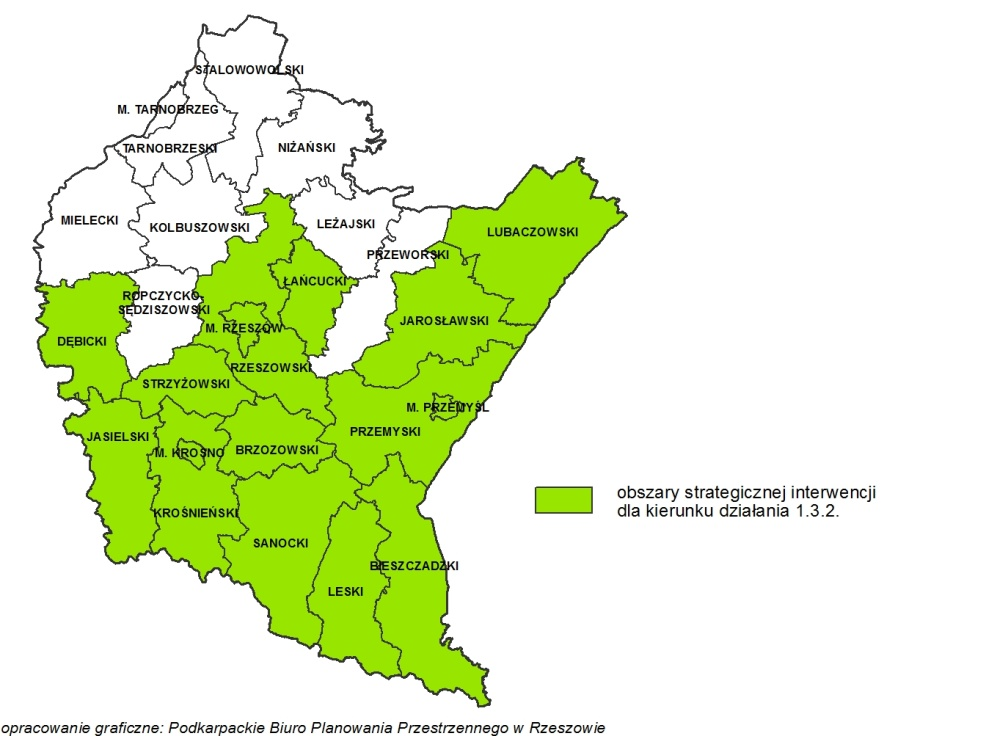 STALOWOWOLSKI
M. TARNOBRZEG
TARNOBRZESKI
NIŻAŃSKI
MIELECKI
KOLBUSZOWSKI
LEŻAJSKI
LUBACZOWSKI
PRZEWORSKI
ŁAŃCUCKI
ROPCZYCKO-
SĘDZISZOWSKI
JAROSŁAWSKI
M. RZESZÓW
DĘBICKI
RZESZOWSKI
STRZYŻOWSKI
M. PRZEMYŚL
PRZEMYSKI
JASIELSKI
M. KROSNO
BRZOZOWSKI
obszary strategicznej interwencji
dla kierunku działania 1.3.2.
KROŚNIEŃSKI
SANOCKI
BIESZCZADZKI
LESKI
opracowanie graficzne: Podkarpackie Biuro Planowania Przestrzennego w Rzeszowie